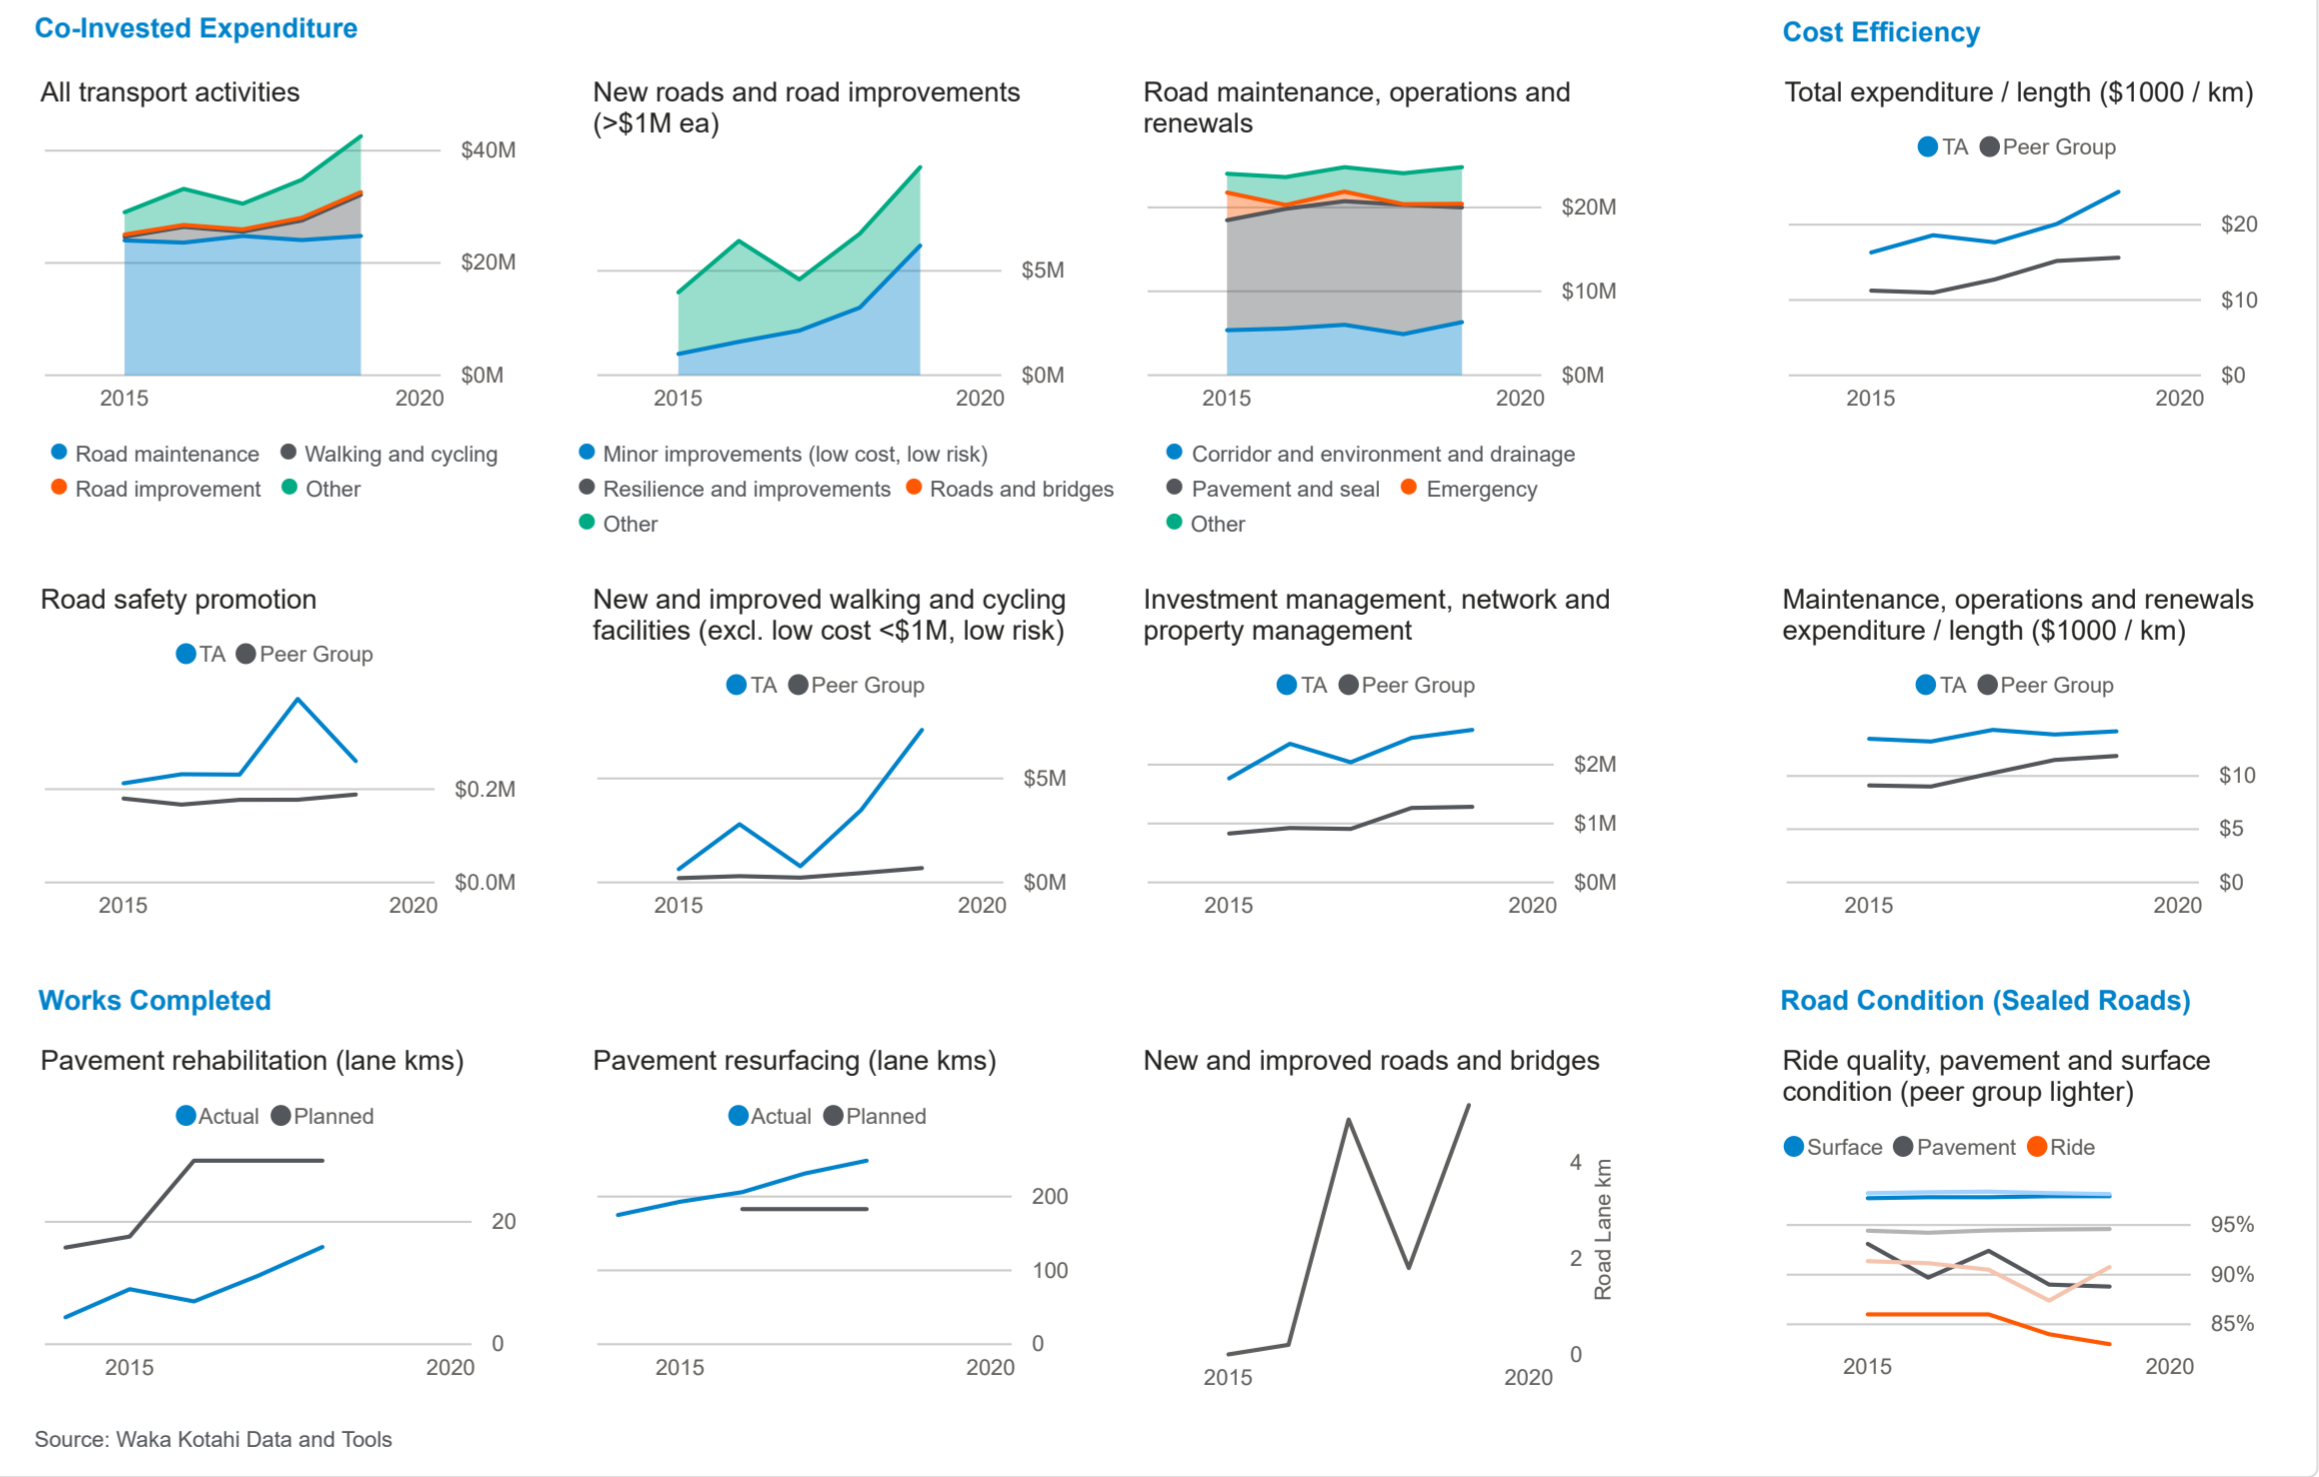 Co-Invested Expenditure
Cost Efficiency
All transport activities
$40M
$20M
$0M
2015
2020
Road maintenance
Walking and cycling
Road improvement
Other
New roads and road improvements
(>$1M ea)
$5M
$0M
2015
2020
Minor improvements (low cost, low risk)
Resilience and improvements
Roads and bridges
Other
Road maintenance, operations and
renewals
$20M
$10M
$0M
2015
2020
Corridor and environment and drainage
Pavement and seal
Emergency
Other
Total expenditure / length ($1000 / km)
TA
Peer Group
$20
$10
$0
2015
2020
Road safety promotion
TA
Peer Group
$0.2M
$0.0M
2015
2020
New and improved walking and cycling
facilities (excl. low cost <$1M, low risk)
TA
Peer Group
$5M
$0M
2015
2020
Investment management, network and
property management
TA
Peer Group
$2M
$1M
$0M
2015
2020
Maintenance, operations and renewals
expenditure / length ($1000 / km)
TA
Peer Group
$10
$5
$0
2015
2020
Works Completed
Road Condition (Sealed Roads)
Pavement rehabilitation (lane kms)
Actual
Planned
20
0
2015
2020
Pavement resurfacing (lane kms)
Actual
Planned
200
100
0
2015
2020
New and improved roads and bridges
4
2
0
Road Lane km
2015
2020
Ride quality, pavement and surface
condition (peer group lighter)
Surface
Pavement
Ride
95%
90%
85%
2015
2020
Source: Waka Kotahi Data and Tools